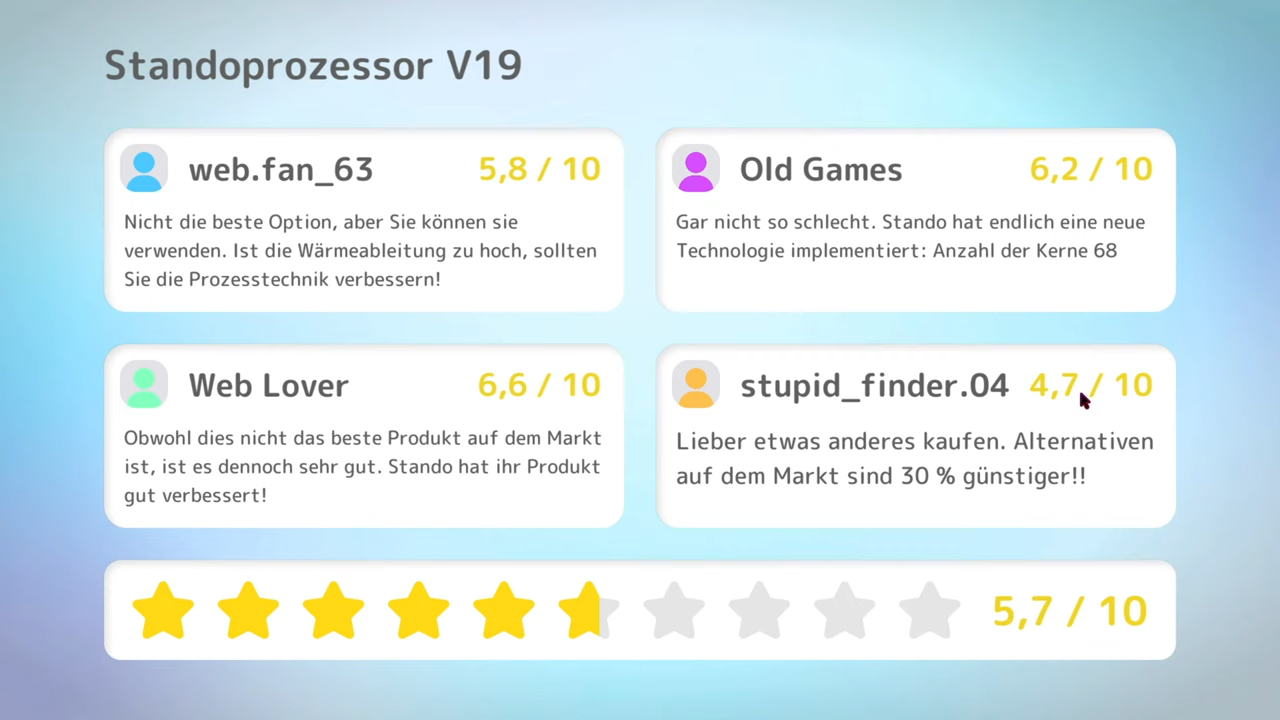 Standoprozessor V19
web.fan_63 5,8 / 10
Nicht die beste Option, aber Sie können sie
verwenden. Ist die Wärmeableitung zu hoch, sollten
Sie die Prozesstechnik verbessern!
Old Games 6,2 / 10
Gar nicht so schlecht. Stando hat endlich eine neue
Technologie implementiert: Anzahl der Kerne 68
Web Lover 6,6 / 10
Obwohl dies nicht das beste Produkt auf dem Markt
ist, ist es dennoch sehr gut. Stando hat ihr Produkt
gut verbessert!
stupid_finder.04 4,7 / 10
Lieber etwas anderes kaufen. Alternativen
auf dem Markt sind 30 % günstiger!!
5,7 / 10